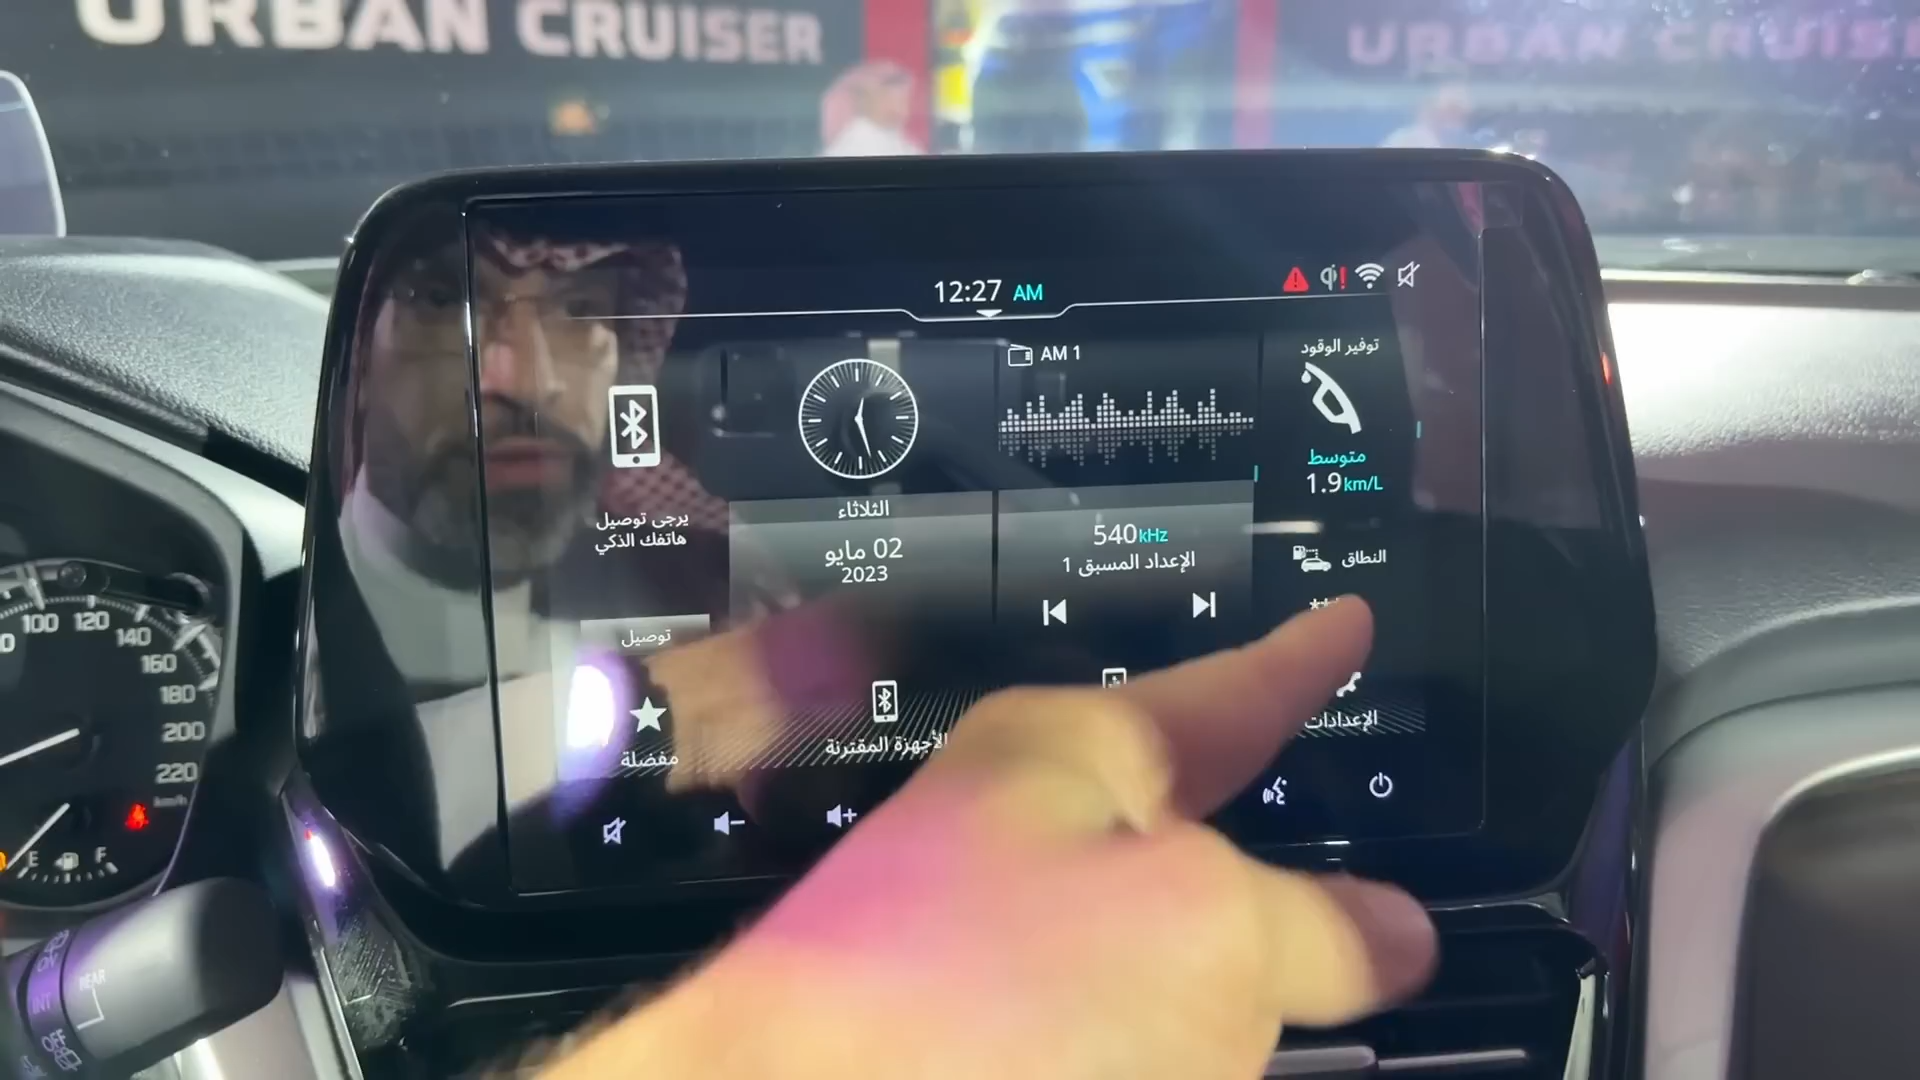 URBAN CRUISER
URBAN CRUIS
12:27 AM
AM 1
توفير الوقود
متوسط
1.9 km/L
يرجى توصيل
هاتفك الذكي
الثلاثاء
02 مايو
2023
540 kHz
الإعداد المسبق 1
النطاق
توصيل
مفضلة
الأجهزة المقترنة
الإعدادات
100 120 140 160 180 200 220
km/h
E F
REAR
INT
OFF